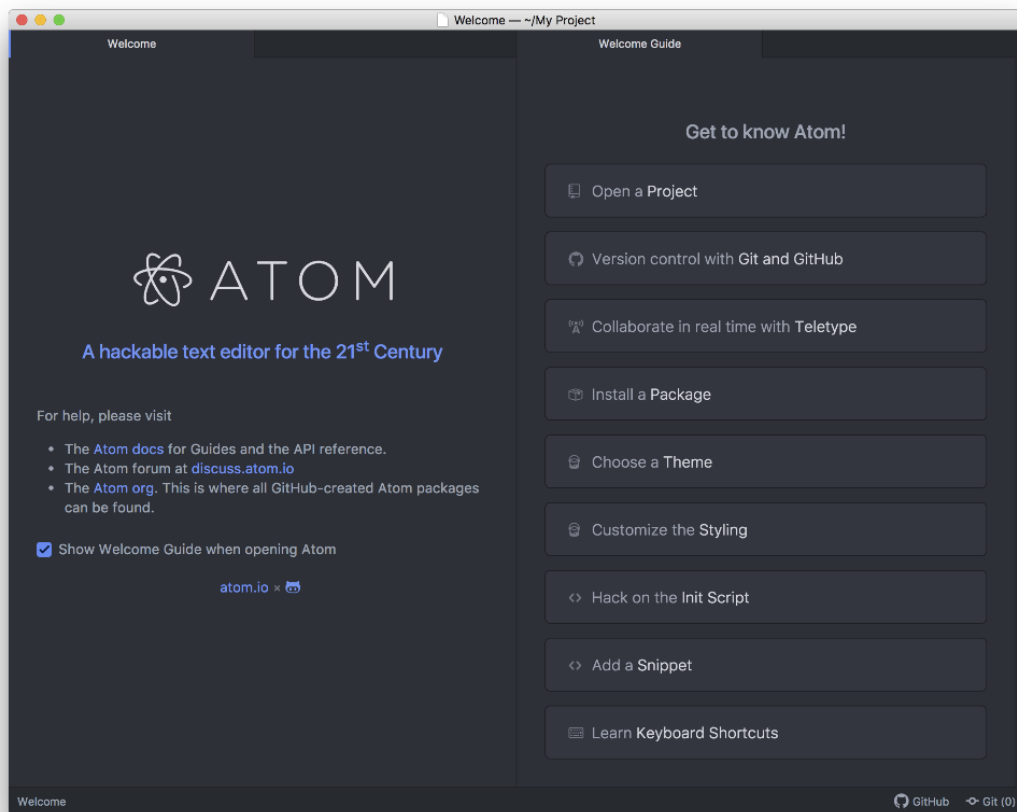 Welcome — ~/My Project
Welcome
Welcome Guide
ATOM
A hackable text editor for the 21st Century
For help, please visit
• The Atom docs for Guides and the API reference.
• The Atom forum at discuss.atom.io
• The Atom org. This is where all GitHub-created Atom packages
can be found.
Show Welcome Guide when opening Atom
atom.io ×
Get to know Atom!
Open a Project
Version control with Git and GitHub
Collaborate in real time with Teletype
Install a Package
Choose a Theme
Customize the Styling
Hack on the Init Script
Add a Snippet
Learn Keyboard Shortcuts
Welcome
GitHub
Git (0)